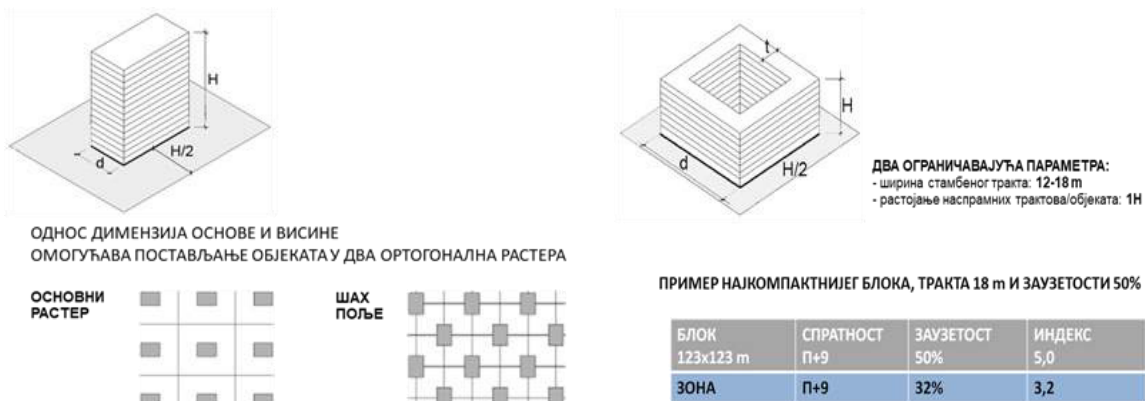 H
d
H/2
t
H
d
H/2
ДВА ОГРАНИЧАВАЈУЋА ПАРАМЕТРА:
- ширина стамбеног тракта: 12-18 m
- растојање наспрамних трактова/објеката: 1H
ОДНОС ДИМЕНЗИЈА ОСНОВЕ И ВИСИНЕ
ОМОГУЋАВА ПОСТАВЉАЊЕ ОБЈЕКАТА У ДВА ОРТОГОНАЛНА РАСТЕРА
ОСНОВНИ
РАСТЕР
ШАХ
ПОЉЕ
ПРИМЕР НАЈКОМПАКТНИЈЕГ БЛОКА, ТРАКТА 18 m И ЗАУЗЕТОСТИ 50%
БЛОК СПРАТНОСТ ЗАУЗЕТОСТ ИНДЕКС
123x123 m П+9 50% 5,0
ЗОНА П+9 32% 3,2